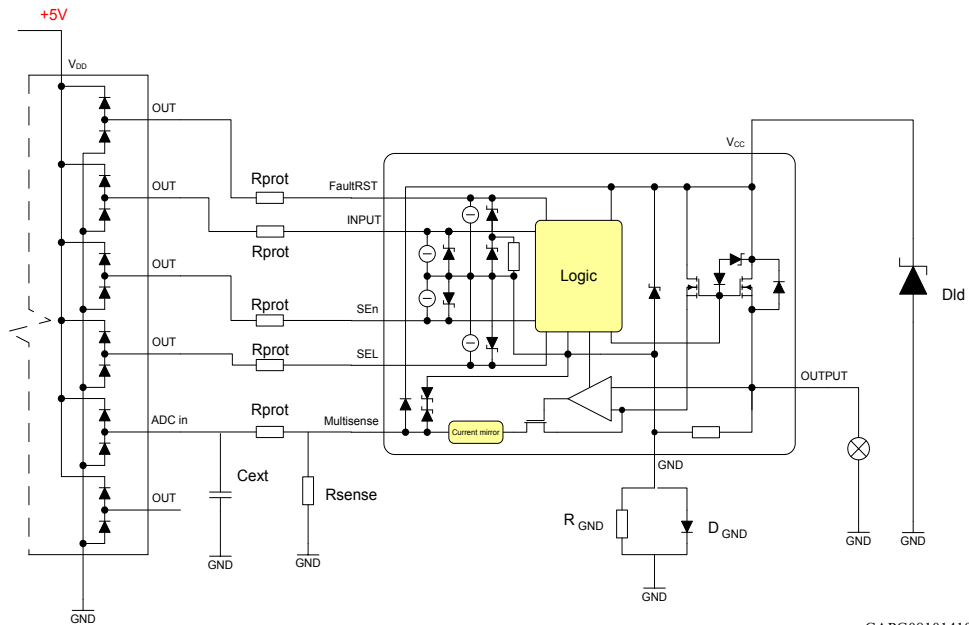 +5V
VDD
OUT
OUT
OUT
OUT
ADC in
OUT
GND
Rprot
Rprot
Rprot
Rprot
Rprot
Cext
GND
Rsense
GND
FaultRST
INPUT
SEn
SEL
Multisense
VCC
Logic
Current mirror
OUTPUT
GND
RGND
DGND
GND
GND
Dld
GND